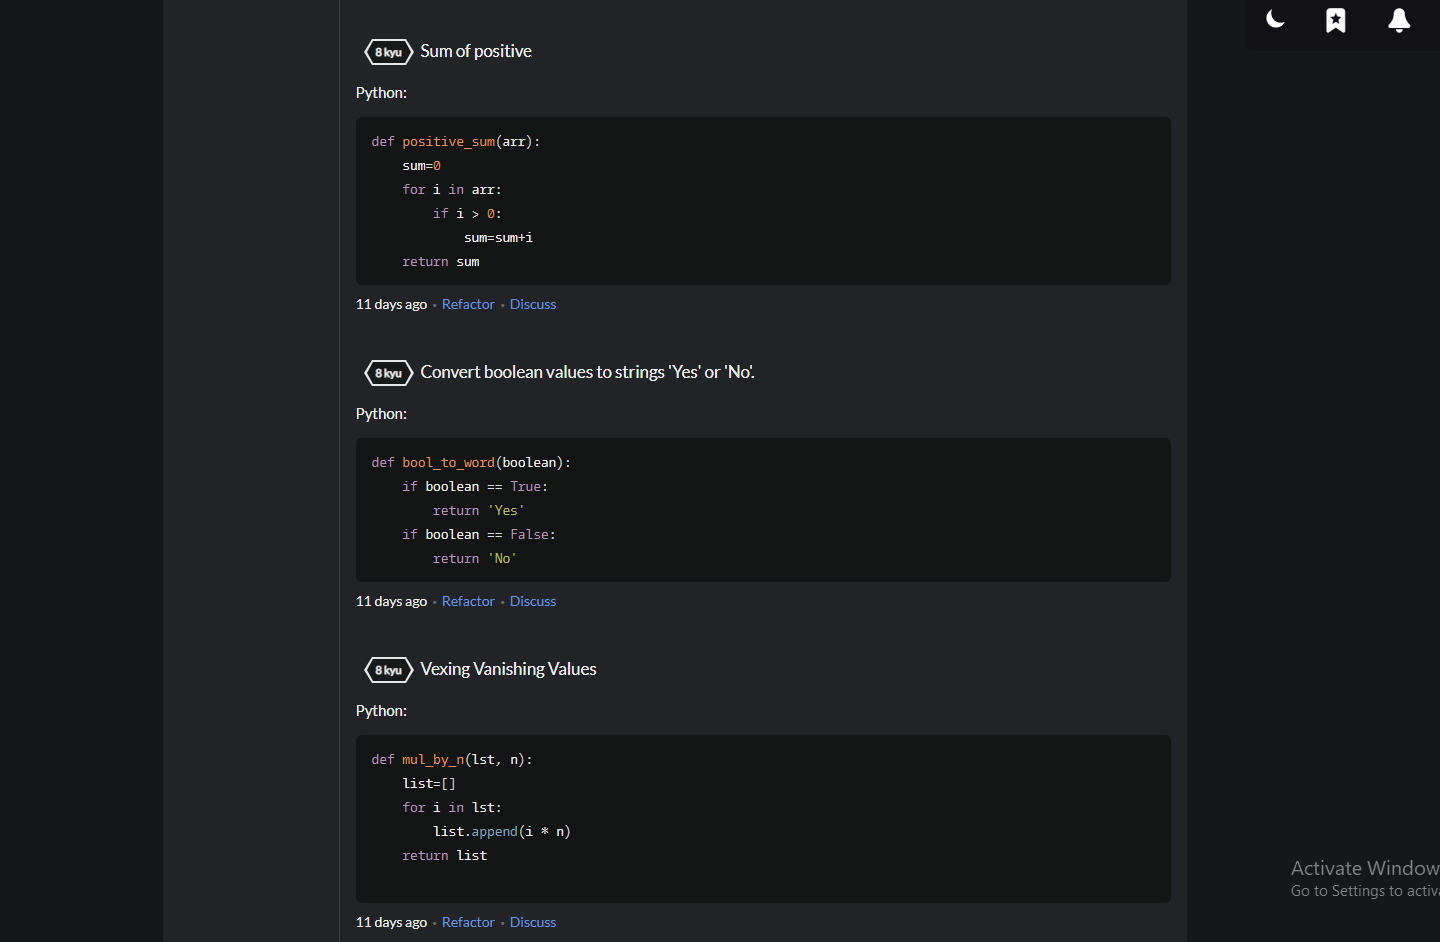 8 kyu Sum of positive
Python:
def positive_sum(arr):
    sum=0
    for i in arr:
        if i > 0:
            sum=sum+i
    return sum
11 days ago • Refactor • Discuss
8 kyu Convert boolean values to strings 'Yes' or 'No'.
Python:
def bool_to_word(boolean):
    if boolean == True:
        return 'Yes'
    if boolean == False:
        return 'No'
11 days ago • Refactor • Discuss
8 kyu Vexing Vanishing Values
Python:
def mul_by_n(lst, n):
    list=[]
    for i in lst:
        list.append(i * n)
    return list
11 days ago • Refactor • Discuss
Activate Window
Go to Settings to activ